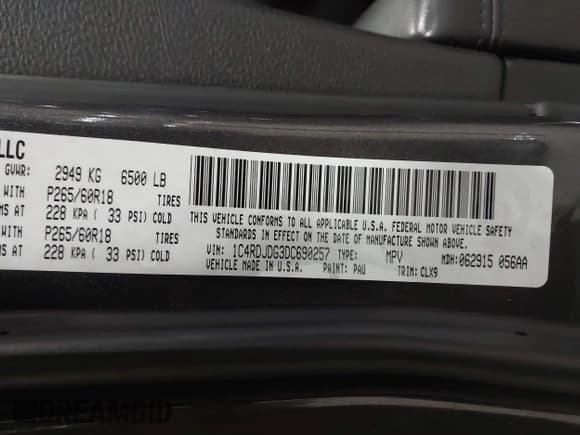 LLC
GVWR: 2949 KG 6500 LB
WITH P265/60R18 TIRES
MS AT 228 KPA ( 33 PSI) COLD
WITH P265/60R18 TIRES
MS AT 228 KPA ( 33 PSI) COLD
THIS VEHICLE CONFORMS TO ALL APPLICABLE U.S.A. FEDERAL MOTOR VEHICLE SAFETY
STANDARDS IN EFFECT ON THE DATE OF MANUFACTURE SHOWN ABOVE.
VIN: 1C4RDJDG3DC690257 TYPE: MPV MDH:062915 056AA
VEHICLE MADE IN U.S.A. PAINT: PAU TRIM: CLX9
DREAMBID